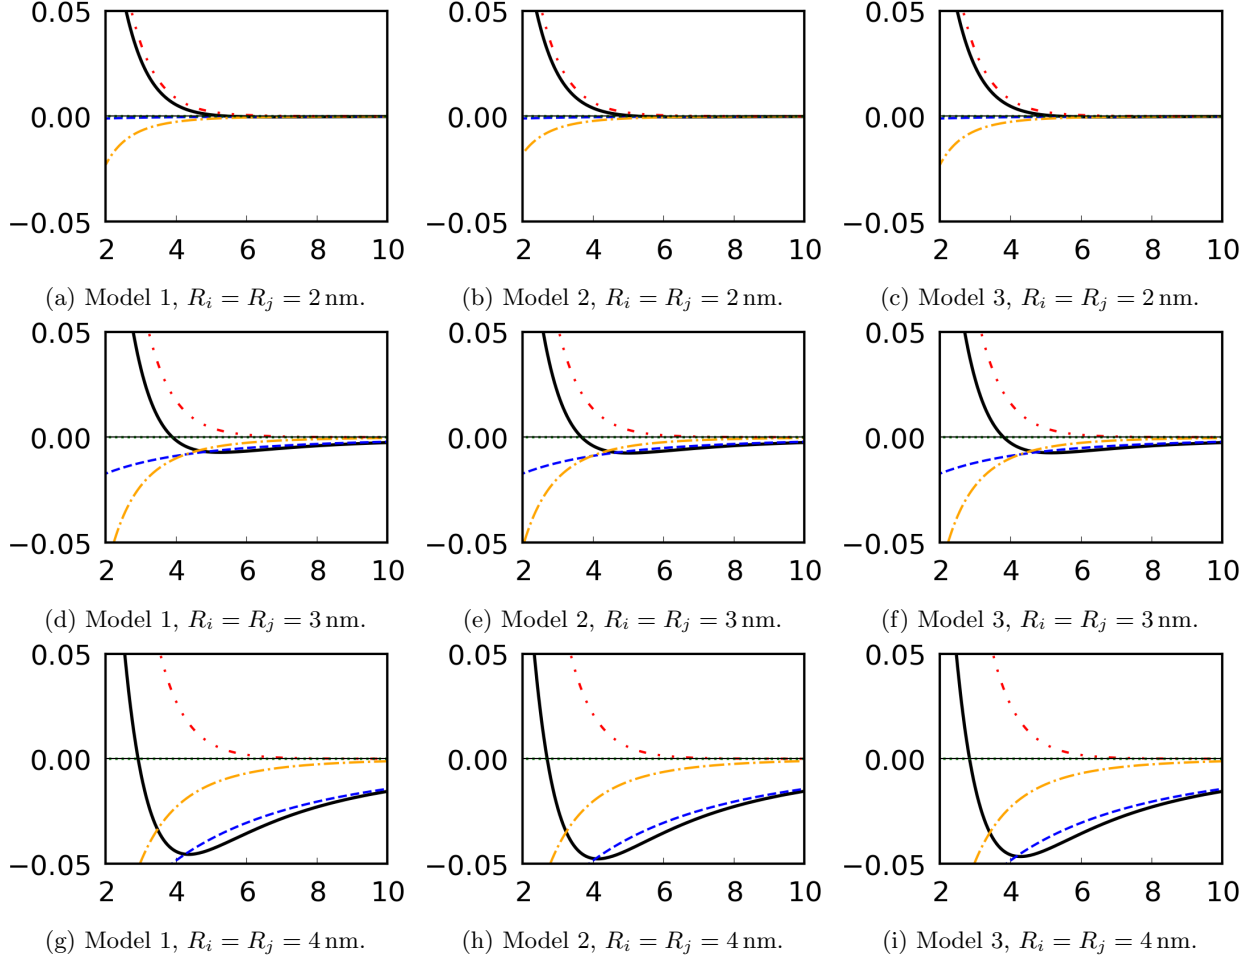 0.05 0.05 0.05
0.00 0.00 0.00
−0.05 −0.05 −0.05
2 4 6 8 10 2 4 6 8 10 2 4 6 8 10
(a) Model 1, R_i = R_j = 2 nm. (b) Model 2, R_i = R_j = 2 nm. (c) Model 3, R_i = R_j = 2 nm.
0.05 0.05 0.05
0.00 0.00 0.00
−0.05 −0.05 −0.05
2 4 6 8 10 2 4 6 8 10 2 4 6 8 10
(d) Model 1, R_i = R_j = 3 nm. (e) Model 2, R_i = R_j = 3 nm. (f) Model 3, R_i = R_j = 3 nm.
0.05 0.05 0.05
0.00 0.00 0.00
−0.05 −0.05 −0.05
2 4 6 8 10 2 4 6 8 10 2 4 6 8 10
(g) Model 1, R_i = R_j = 4 nm. (h) Model 2, R_i = R_j = 4 nm. (i) Model 3, R_i = R_j = 4 nm.